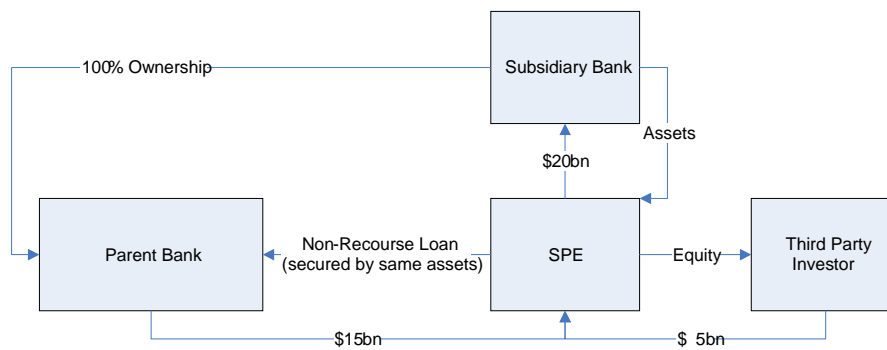 Subsidiary Bank
100% Ownership
Assets
$20bn
Parent Bank
Non-Recourse Loan
(secured by same assets)
SPE
Equity
Third Party
Investor
$15bn
$ 5bn